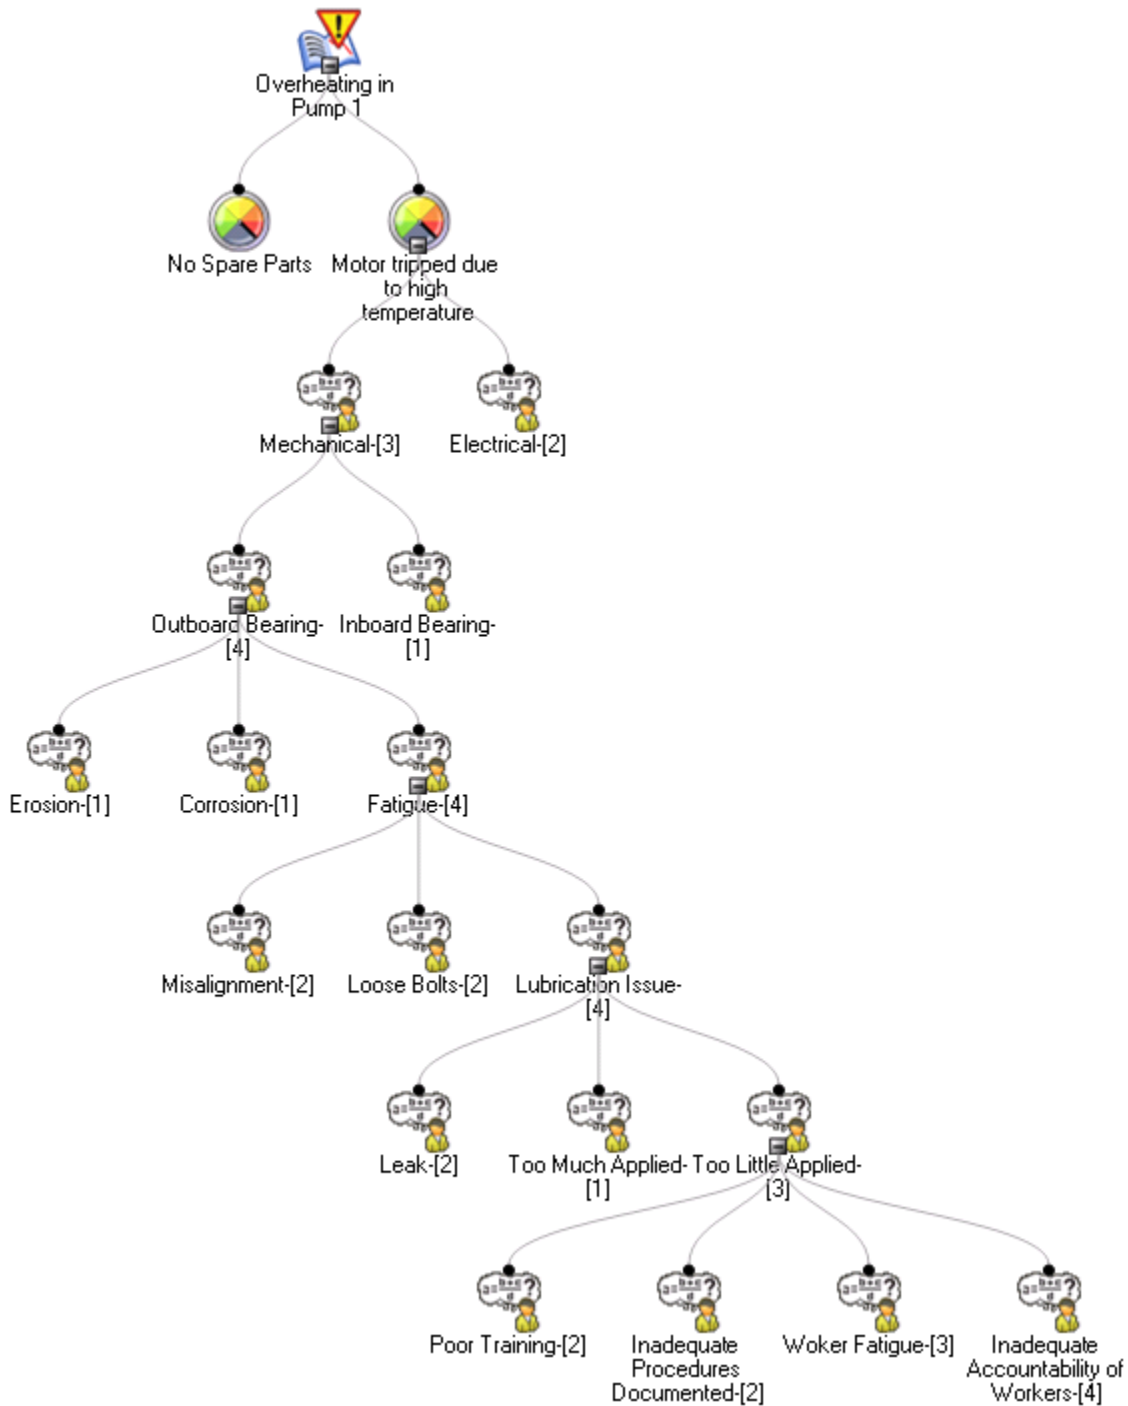 Overheating in
Pump 1
No Spare Parts
Motor tripped due
to high
temperature
Mechanical-[3]
Electrical-[2]
Outboard Bearing-
[4]
Inboard Bearing-
[1]
Erosion-[1]
Corrosion-[1]
Fatigue-[4]
Misalignment-[2]
Loose Bolts-[2]
Lubrication Issue-
[4]
Leak-[2]
Too Much Applied-
[1]
Too Little Applied-
[3]
Poor Training-[2]
Inadequate
Procedures
Documented-[2]
Woker Fatigue-[3]
Inadequate
Accountability of
Workers-[4]